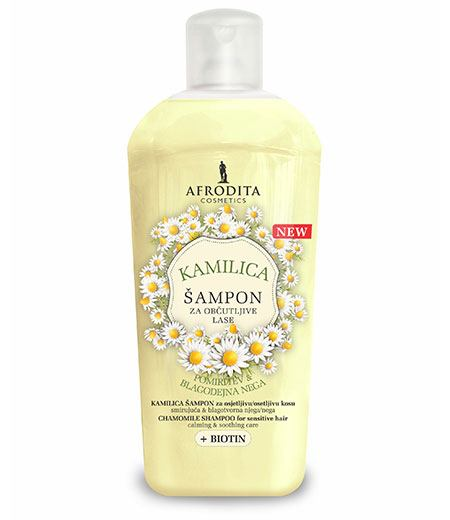 AFRODITA
COSMETICS
NEW
KAMILICA
ŠAMPON
ZA OBČUTLJIVE
LASE
POMIRITEV &
BLAGODEJNA NEGA
KAMILICA ŠAMPON za osjetljivu/osetljivu kosu
smirujuća & blagotvorna njega/nega
CHAMOMILE SHAMPOO for sensitive hair
calming & soothing care
+ BIOTIN